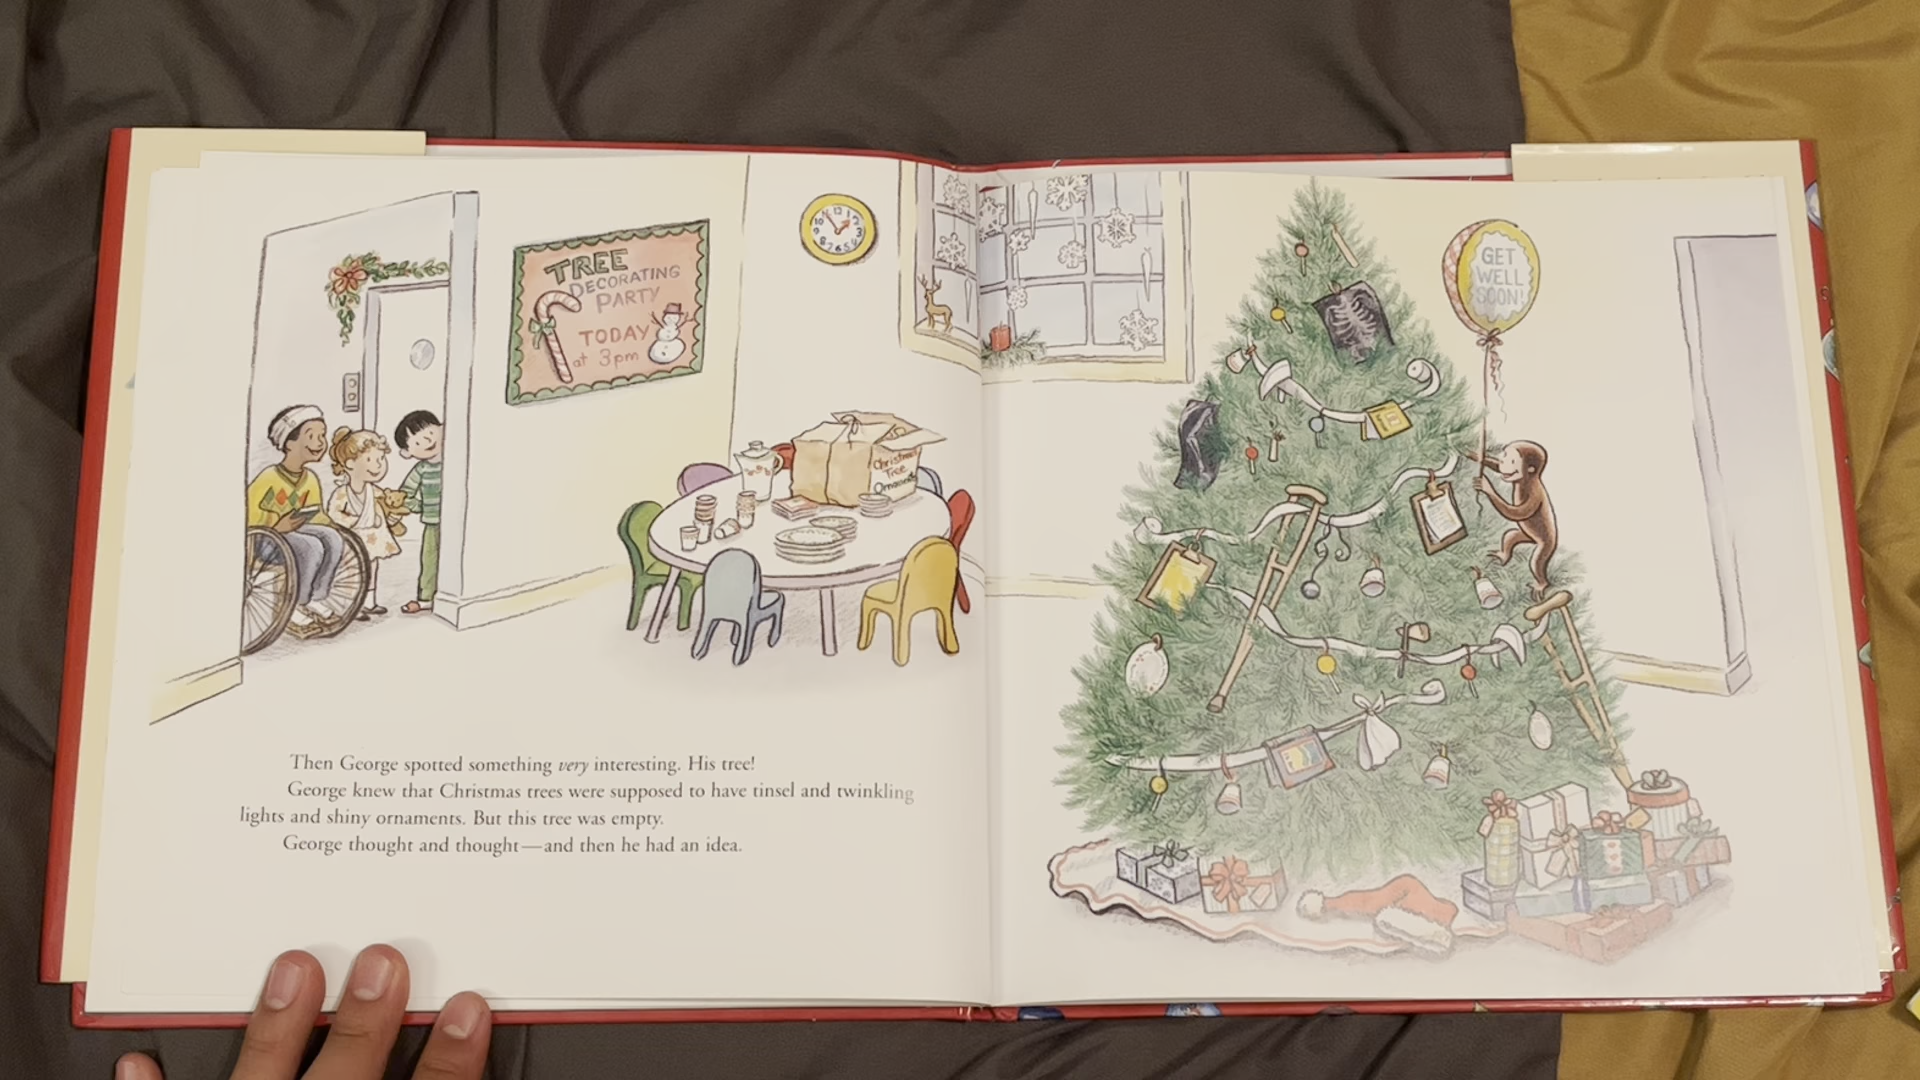 TREE
DECORATING
PARTY
TODAY
at 3pm
Christmas
Tree
Ornaments
GET
WELL
SOON!
Then George spotted something very interesting. His tree!
George knew that Christmas trees were supposed to have tinsel and twinkling
lights and shiny ornaments. But this tree was empty.
George thought and thought—and then he had an idea.